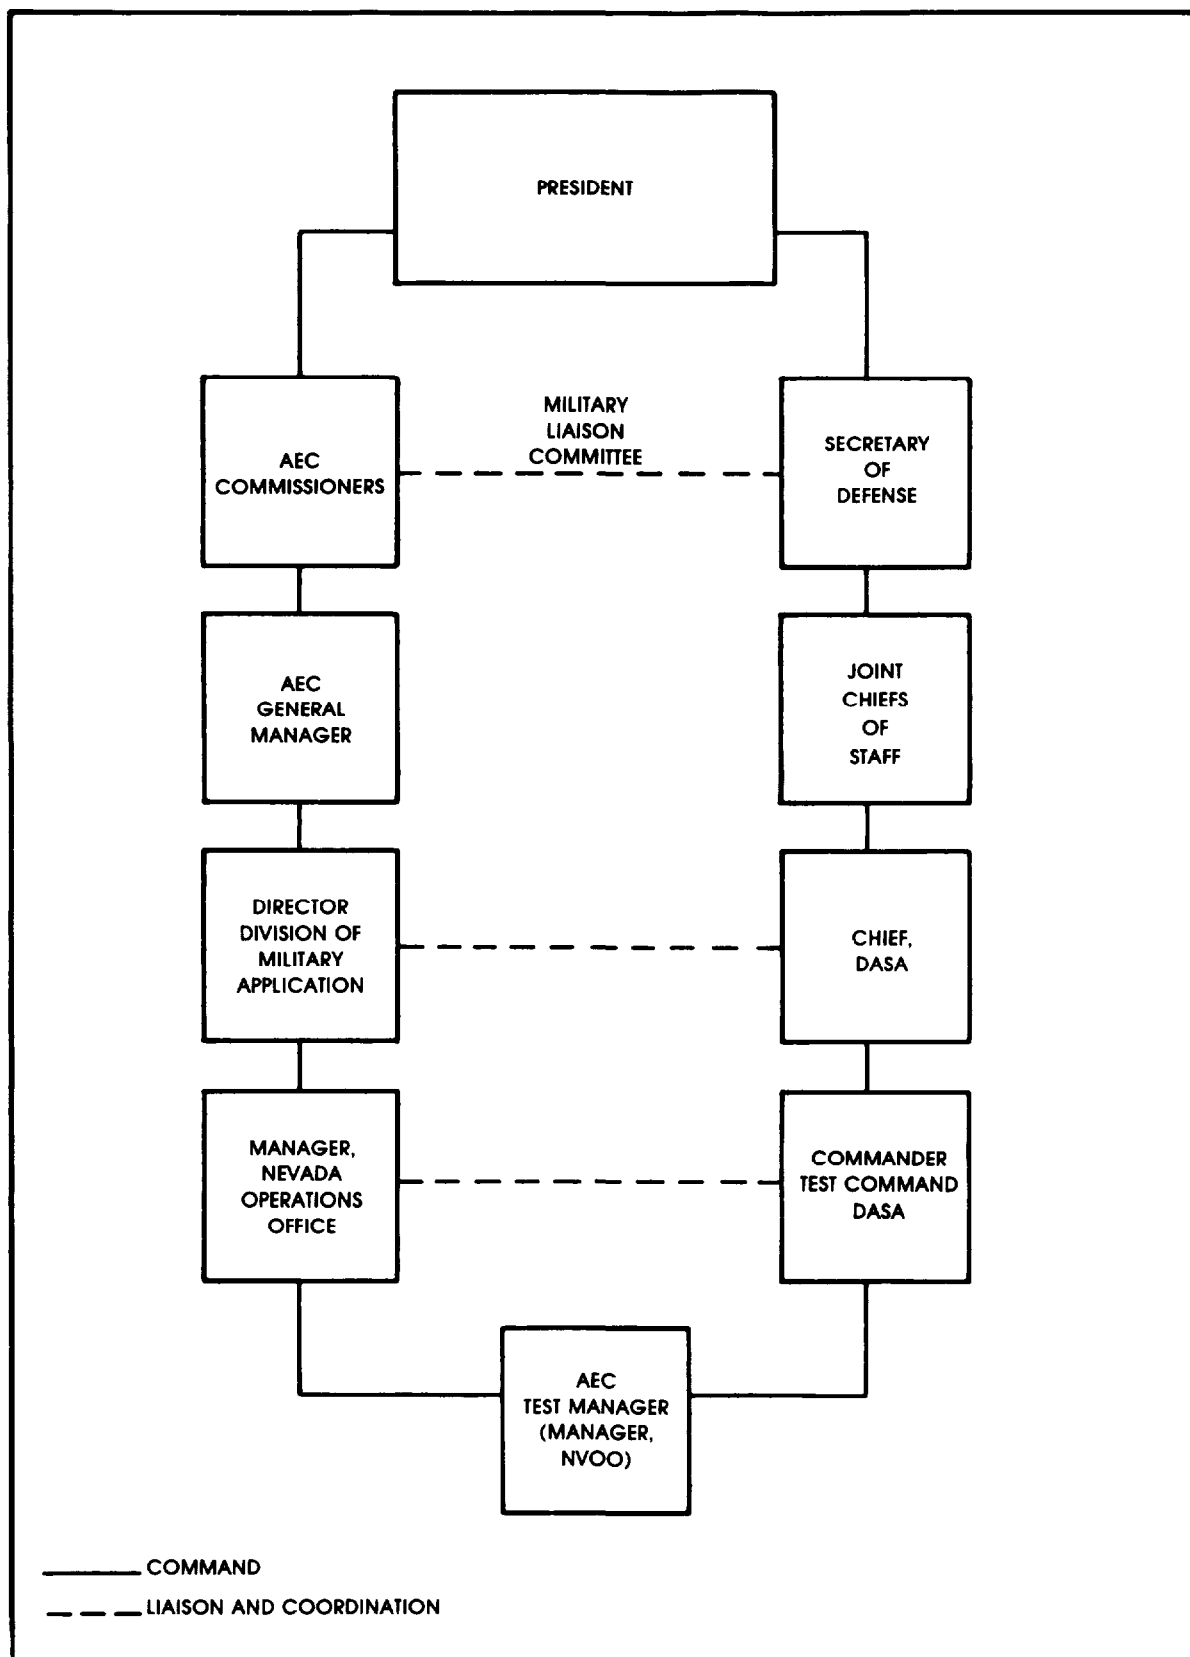 PRESIDENT
AEC
COMMISSIONERS
MILITARY
LIAISON
COMMITTEE
SECRETARY
OF
DEFENSE
AEC
GENERAL
MANAGER
JOINT
CHIEFS
OF
STAFF
DIRECTOR
DIVISION OF
MILITARY
APPLICATION
CHIEF,
DASA
MANAGER,
NEVADA
OPERATIONS
OFFICE
COMMANDER
TEST COMMAND
DASA
AEC
TEST MANAGER
(MANAGER,
NVOO)
COMMAND
LIAISON AND COORDINATION